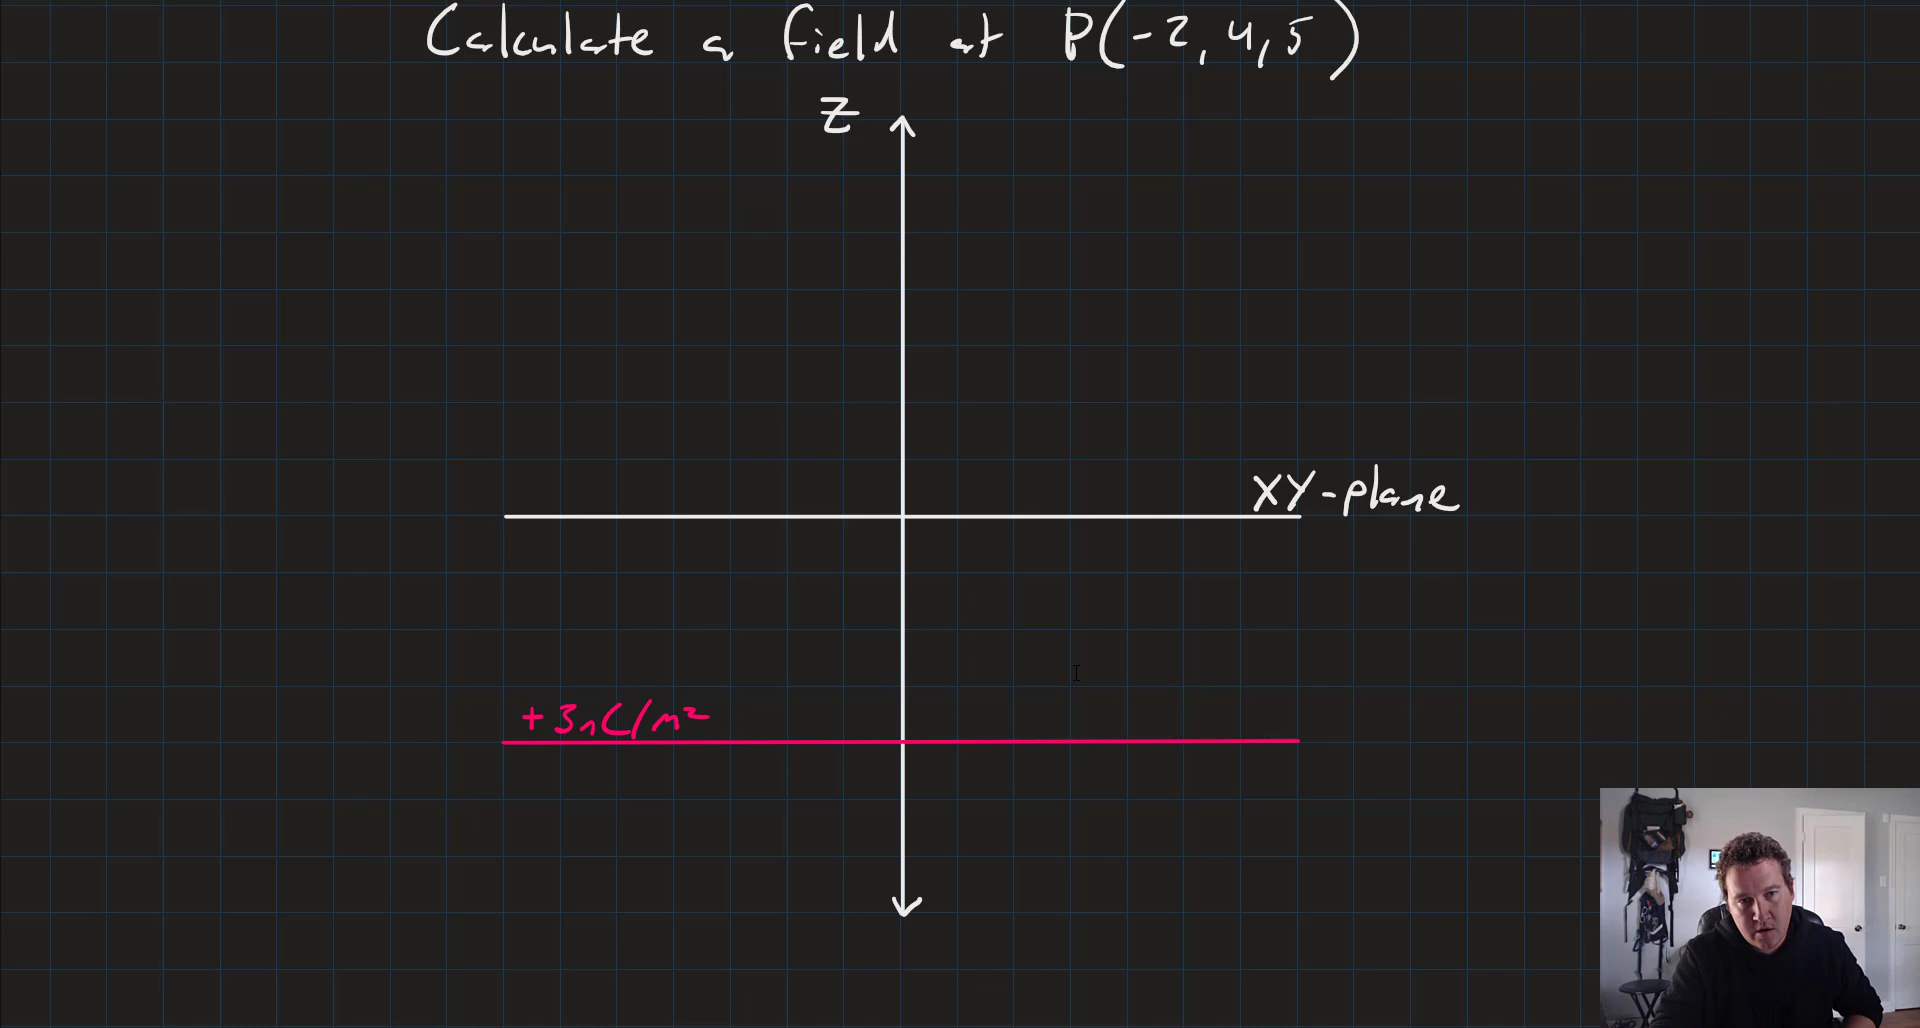 Calculate a field at P(-2,4,5)
Z
XY-plane
+3nC/m²